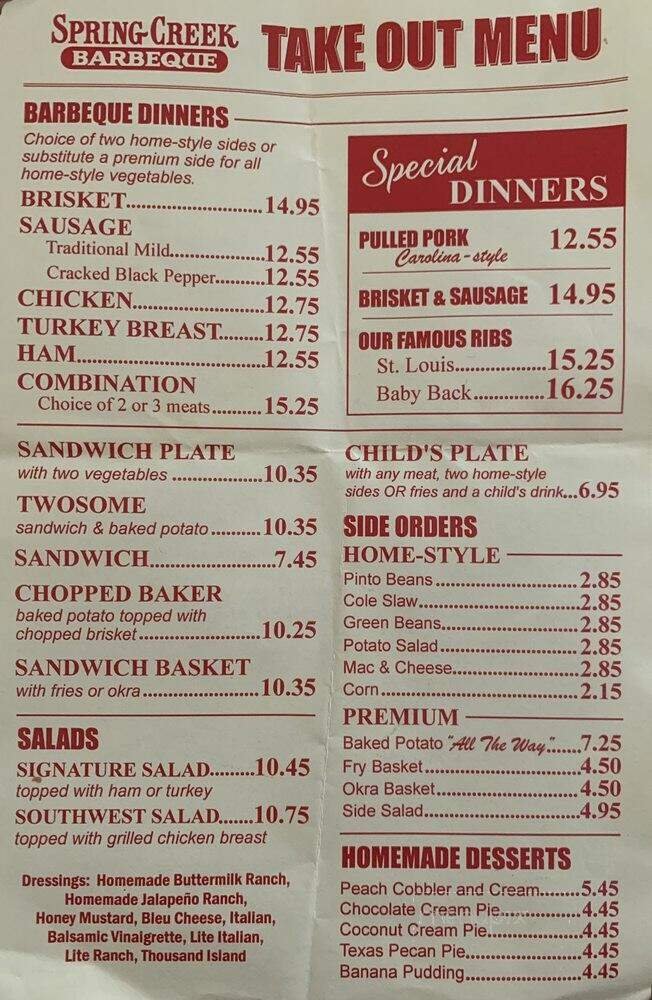 SPRING CREEK
BARBEQUE
TAKE OUT MENU
BARBEQUE DINNERS
Choice of two home-style sides or
substitute a premium side for all
home-style vegetables.
BRISKET..............................14.95
SAUSAGE
Traditional Mild....................12.55
Cracked Black Pepper..........12.55
CHICKEN............................12.75
TURKEY BREAST.........12.75
HAM.......................................12.55
COMBINATION
Choice of 2 or 3 meats..........15.25
Special
DINNERS
PULLED PORK 12.55
Carolina-style
BRISKET & SAUSAGE 14.95
OUR FAMOUS RIBS
St. Louis...................15.25
Baby Back...............16.25
SANDWICH PLATE
with two vegetables ...................10.35
TWOSOME
sandwich & baked potato...........10.35
SANDWICH..........................7.45
CHOPPED BAKER
baked potato topped with
chopped brisket.........................10.25
SANDWICH BASKET
with fries or okra........................10.35
SALADS
SIGNATURE SALAD.........10.45
topped with ham or turkey
SOUTHWEST SALAD.......10.75
topped with grilled chicken breast
Dressings: Homemade Buttermilk Ranch,
Homemade Jalapeño Ranch,
Honey Mustard, Bleu Cheese, Italian,
Balsamic Vinaigrette, Lite Italian,
Lite Ranch, Thousand Island
CHILD'S PLATE
with any meat, two home-style
sides OR fries and a child's drink...6.95
SIDE ORDERS
HOME-STYLE
Pinto Beans..............................2.85
Cole Slaw.................................2.85
Green Beans............................2.85
Potato Salad............................2.85
Mac & Cheese..........................2.85
Corn.........................................2.15
PREMIUM
Baked Potato "All The Way"......7.25
Fry Basket................................4.50
Okra Basket.............................4.50
Side Salad................................4.95
HOMEMADE DESSERTS
Peach Cobbler and Cream........5.45
Chocolate Cream Pie................4.45
Coconut Cream Pie..................4.45
Texas Pecan Pie.......................4.45
Banana Pudding.......................4.45